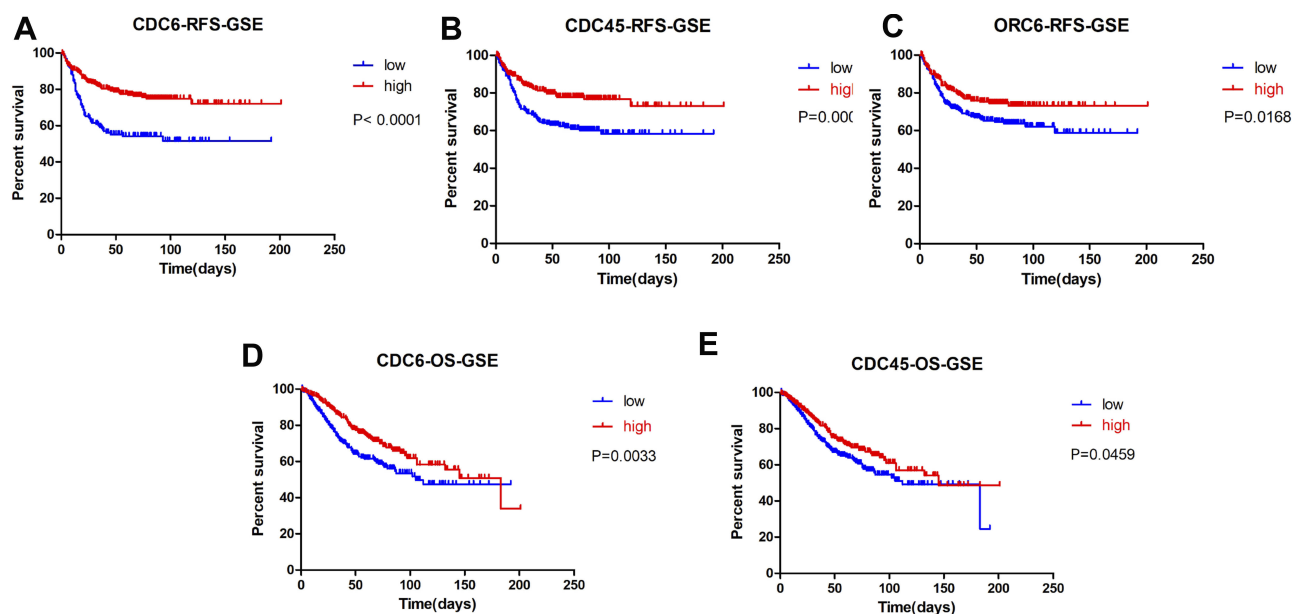 A
CDC6-RFS-GSE
Percent survival
100
80
60
40
20
0
0 50 100 150 200 250
Time(days)
low
high
P< 0.0001
B
CDC45-RFS-GSE
Percent survival
100
80
60
40
20
0
0 50 100 150 200 250
Time(days)
low
high
P=0.000
C
ORC6-RFS-GSE
Percent survival
100
80
60
40
20
0
0 50 100 150 200 250
Time(days)
low
high
P=0.0168
D
CDC6-OS-GSE
Percent survival
100
80
60
40
20
0
0 50 100 150 200 250
Time(days)
low
high
P=0.0033
E
CDC45-OS-GSE
Percent survival
100
80
60
40
20
0
0 50 100 150 200 250
Time(days)
low
high
P=0.0459